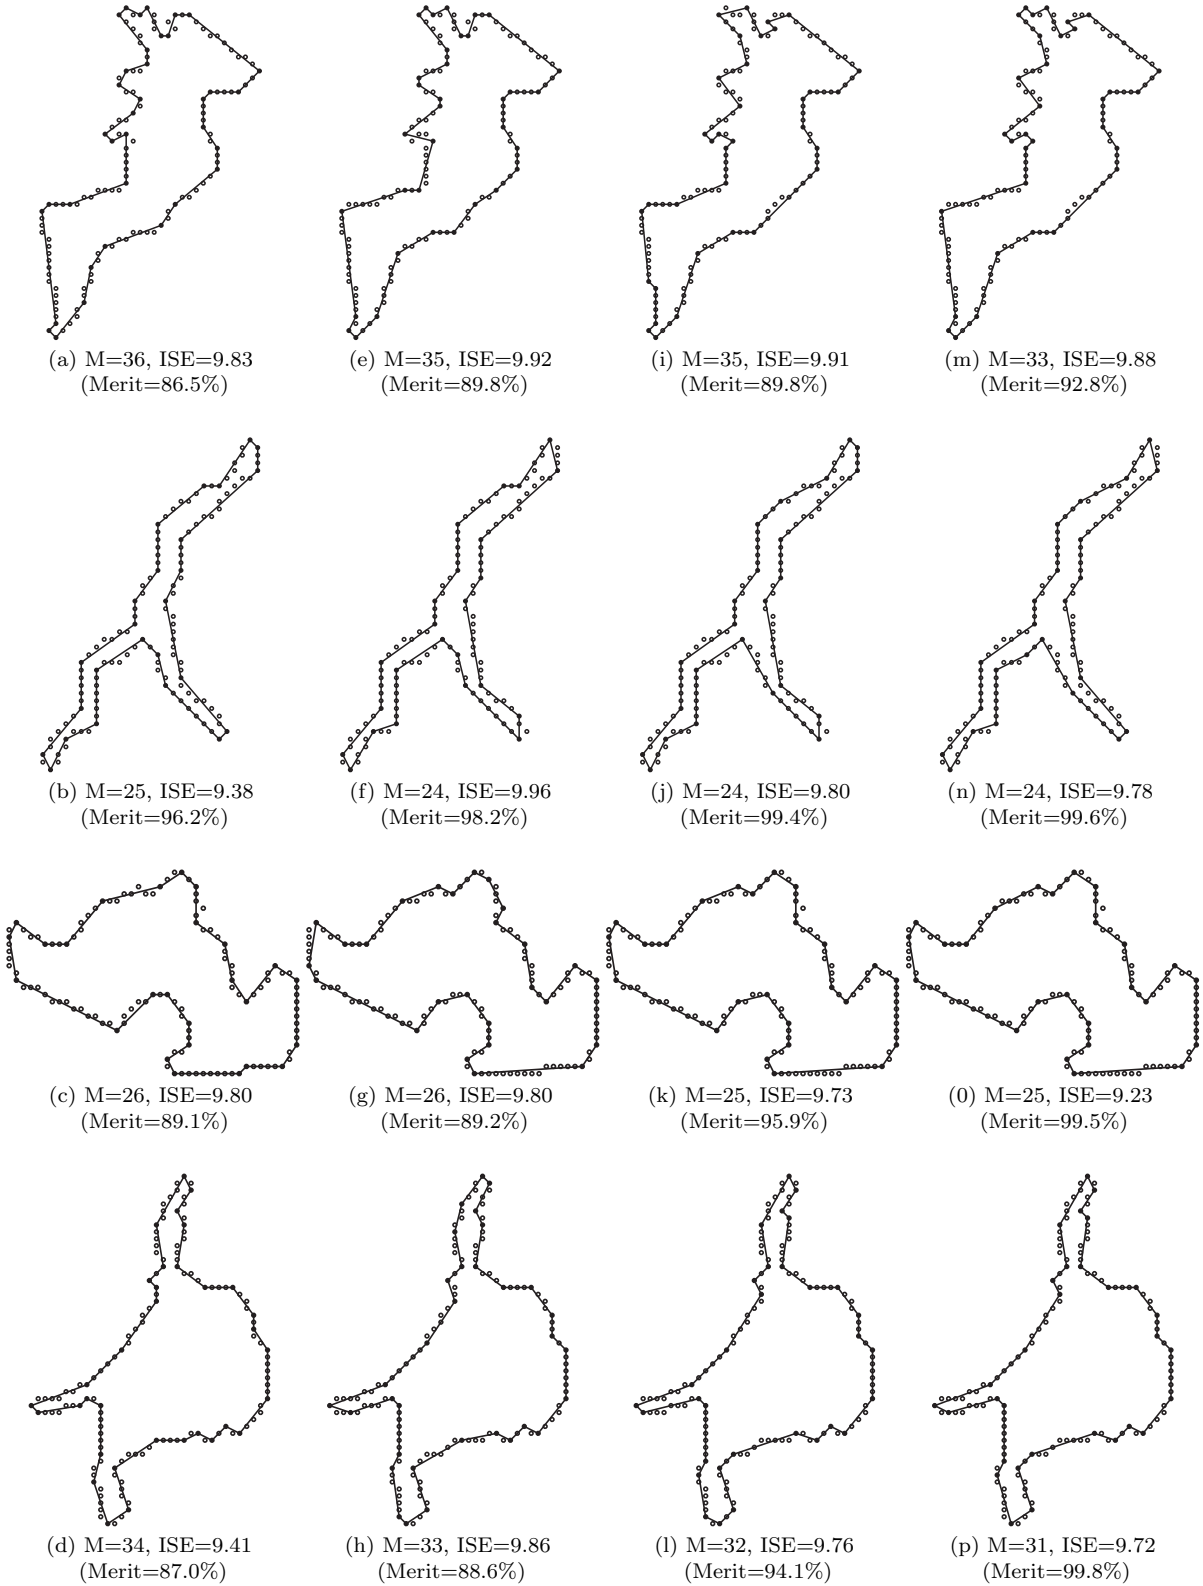 (a) M=36, ISE=9.83
(Merit=86.5%)
(e) M=35, ISE=9.92
(Merit=89.8%)
(i) M=35, ISE=9.91
(Merit=89.8%)
(m) M=33, ISE=9.88
(Merit=92.8%)
(b) M=25, ISE=9.38
(Merit=96.2%)
(f) M=24, ISE=9.96
(Merit=98.2%)
(j) M=24, ISE=9.80
(Merit=99.4%)
(n) M=24, ISE=9.78
(Merit=99.6%)
(c) M=26, ISE=9.80
(Merit=89.1%)
(g) M=26, ISE=9.80
(Merit=89.2%)
(k) M=25, ISE=9.73
(Merit=95.9%)
(0) M=25, ISE=9.23
(Merit=99.5%)
(d) M=34, ISE=9.41
(Merit=87.0%)
(h) M=33, ISE=9.86
(Merit=88.6%)
(l) M=32, ISE=9.76
(Merit=94.1%)
(p) M=31, ISE=9.72
(Merit=99.8%)